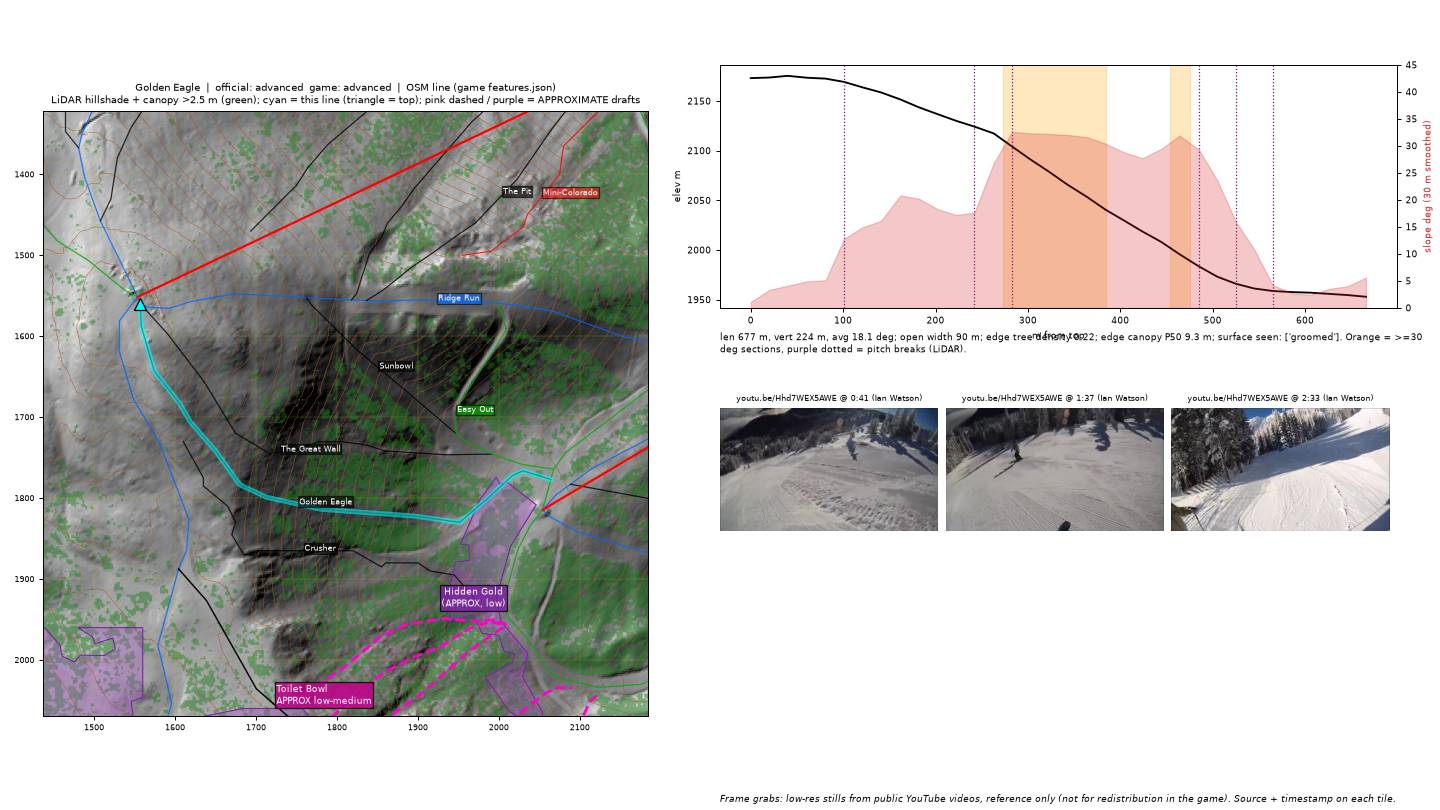 Golden Eagle | official: advanced game: advanced | OSM line (game features.json)
LiDAR hillshade + canopy >2.5 m (green); cyan = this line (triangle = top); pink dashed / purple = APPROXIMATE drafts
1400
1500
1600
1700
1800
1900
2000
1500
1600
1700
1800
1900
2000
2100
The Pit
Mini-Colorado
Ridge Run
Sunbowl
Easy Out
The Great Wall
Golden Eagle
Crusher
Hidden Gold
(APPROX, low)
Toilet Bowl
APPROX low-medium
elev m
2150
2100
2050
2000
1950
0
100
200
300
400
500
600
m from top
45
40
35
30
25
20
15
10
5
0
slope deg (30 m smoothed)
len 677 m, vert 224 m, avg 18.1 deg; open width 90 m; edge tree density 0.22; edge canopy P50 9.3 m; surface seen: ['groomed']. Orange = >=30
deg sections, purple dotted = pitch breaks (LiDAR).
youtu.be/Hhd7WEX5AWE @ 0:41 (Ian Watson)
youtu.be/Hhd7WEX5AWE @ 1:37 (Ian Watson)
youtu.be/Hhd7WEX5AWE @ 2:33 (Ian Watson)
Frame grabs: low-res stills from public YouTube videos, reference only (not for redistribution in the game). Source + timestamp on each tile.